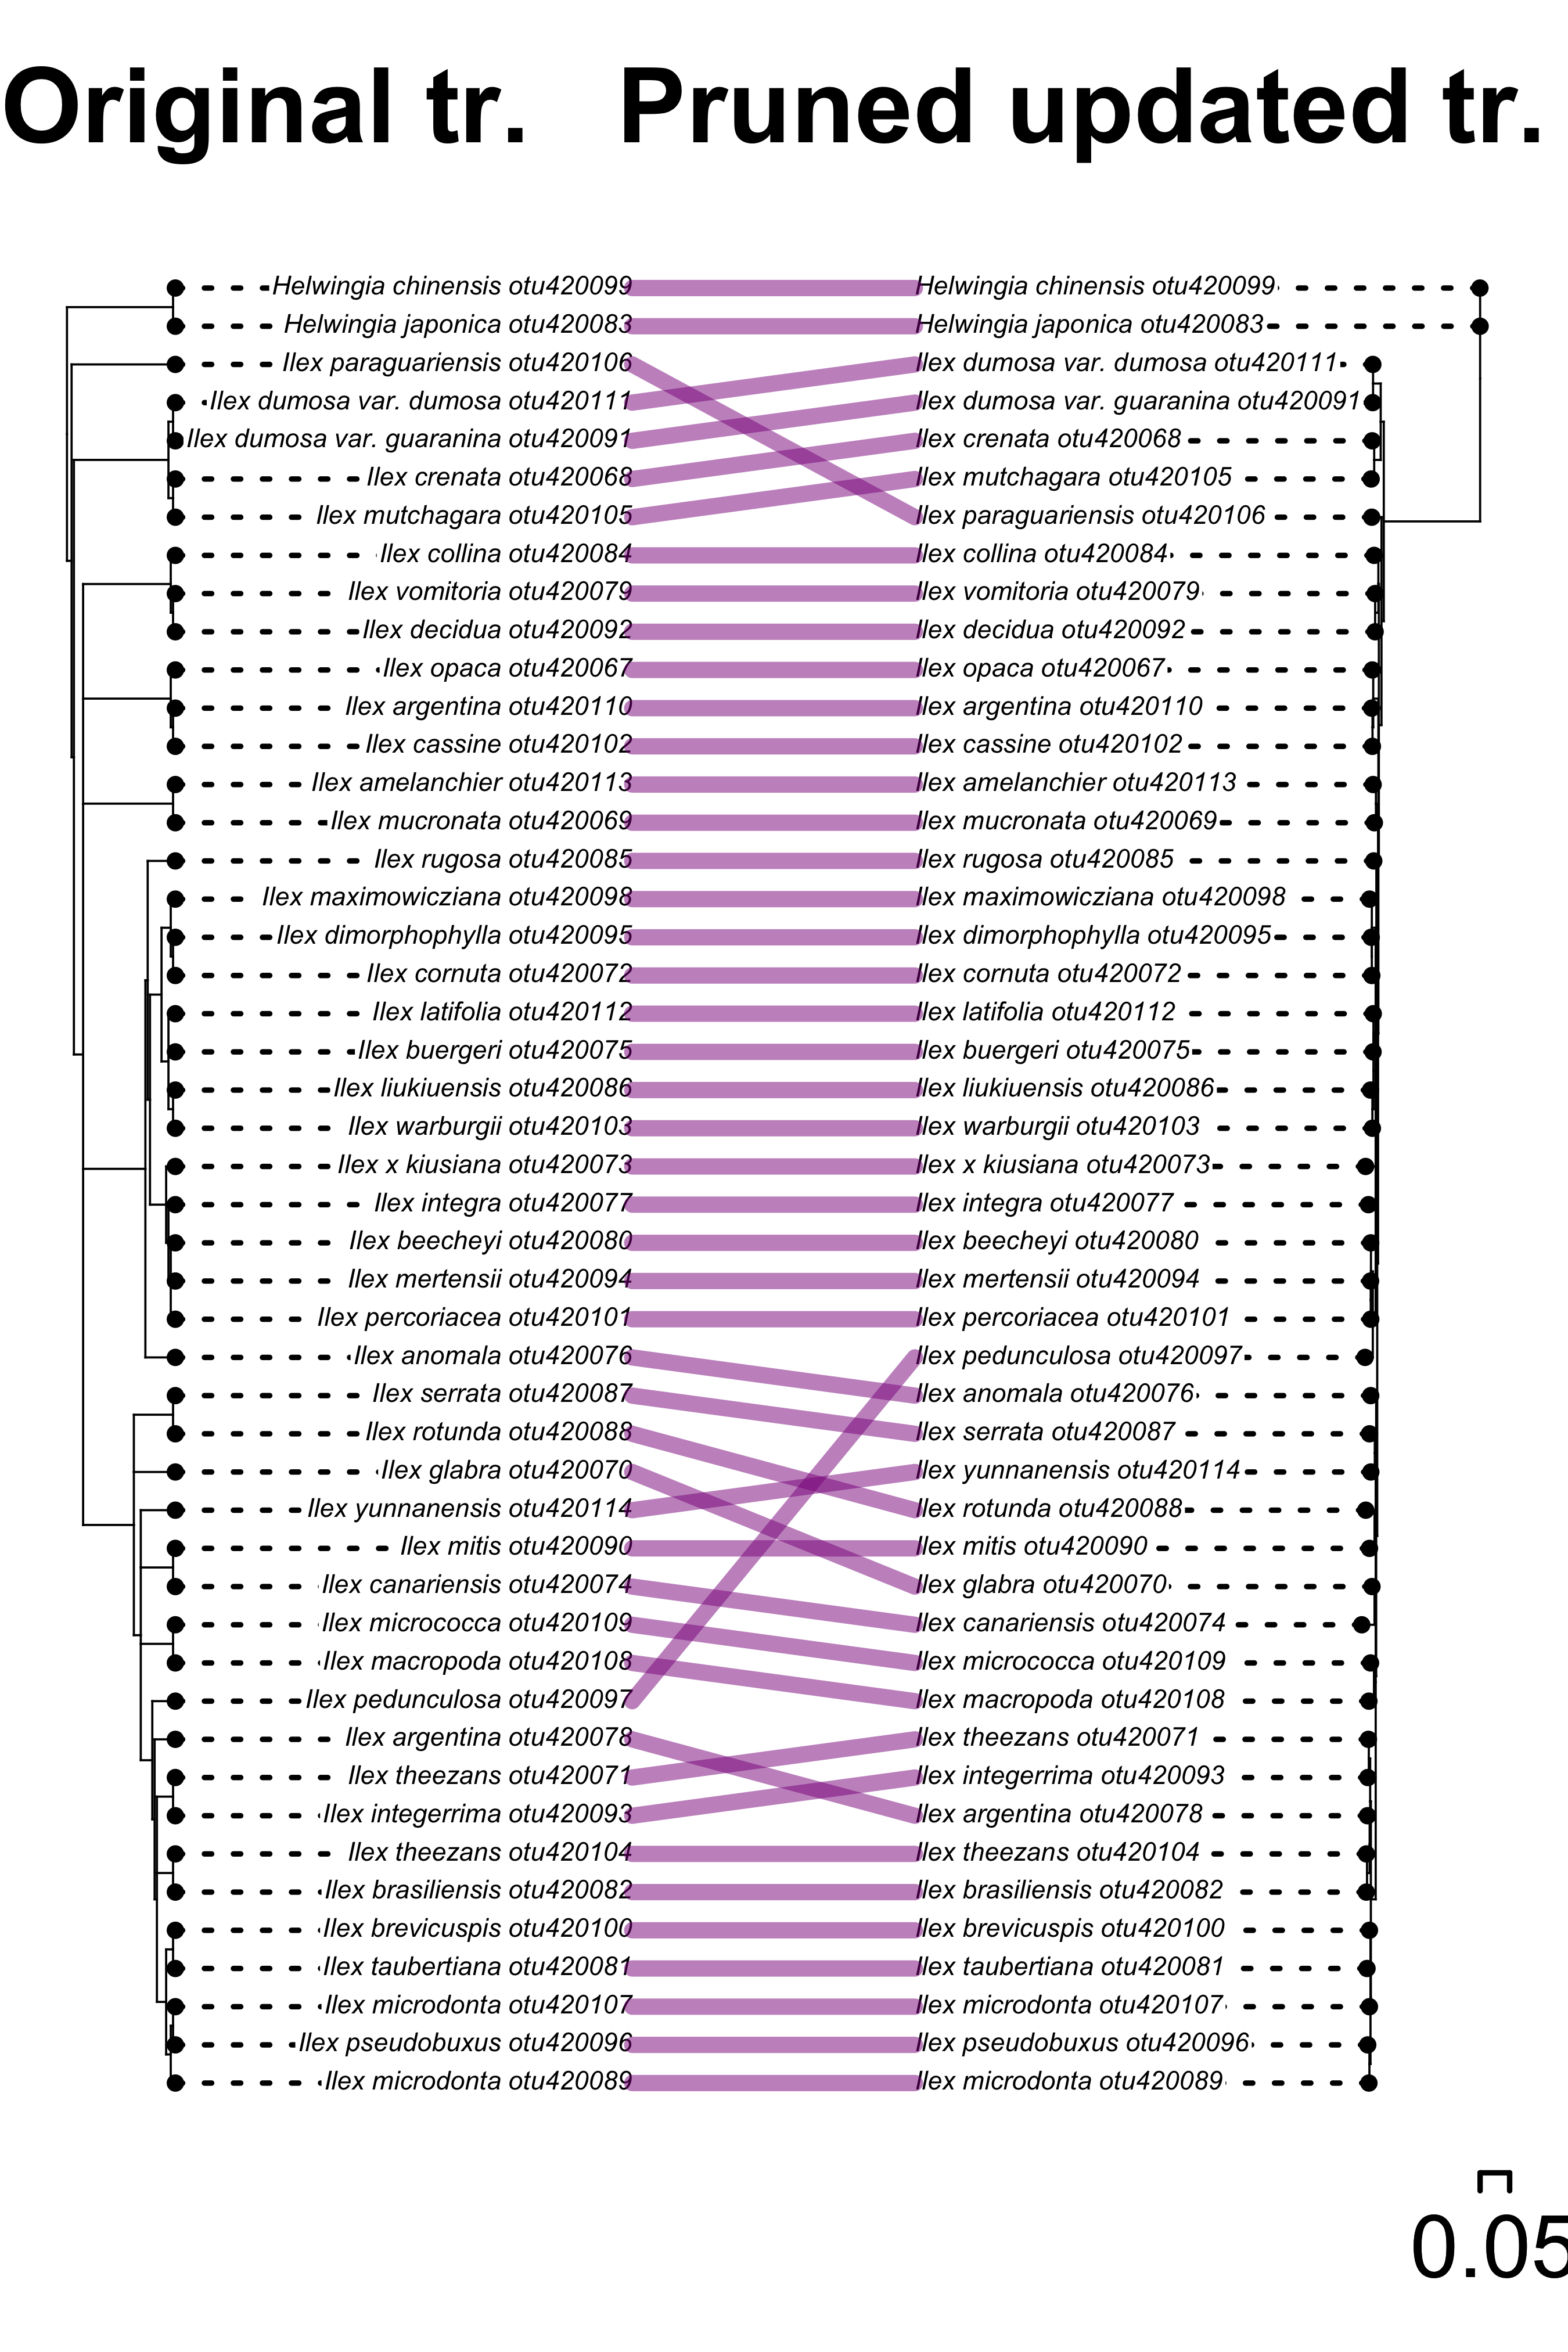 Original tr. Pruned updated tr.
Helwingia chinensis otu420099 Helwingia chinensis otu420099
Helwingia japonica otu420083 Helwingia japonica otu420083
Ilex paraguariensis otu420106 Ilex dumosa var. dumosa otu420111
Ilex dumosa var. dumosa otu420111 Ilex dumosa var. guaranina otu420091
Ilex dumosa var. guaranina otu420091 Ilex crenata otu420068
Ilex crenata otu420068 Ilex mutchagara otu420105
Ilex mutchagara otu420105 Ilex paraguariensis otu420106
Ilex collina otu420084 Ilex collina otu420084
Ilex vomitoria otu420079 Ilex vomitoria otu420079
Ilex decidua otu420092 Ilex decidua otu420092
Ilex opaca otu420067 Ilex opaca otu420067
Ilex argentina otu420110 Ilex argentina otu420110
Ilex cassine otu420102 Ilex cassine otu420102
Ilex amelanchier otu420113 Ilex amelanchier otu420113
Ilex mucronata otu420069 Ilex mucronata otu420069
Ilex rugosa otu420085 Ilex rugosa otu420085
Ilex maximowicziana otu420098 Ilex maximowicziana otu420098
Ilex dimorphophylla otu420095 Ilex dimorphophylla otu420095
Ilex cornuta otu420072 Ilex cornuta otu420072
Ilex latifolia otu420112 Ilex latifolia otu420112
Ilex buergeri otu420075 Ilex buergeri otu420075
Ilex liukiuensis otu420086 Ilex liukiuensis otu420086
Ilex warburgii otu420103 Ilex warburgii otu420103
Ilex x kiusiana otu420073 Ilex x kiusiana otu420073
Ilex integra otu420077 Ilex integra otu420077
Ilex beecheyi otu420080 Ilex beecheyi otu420080
Ilex mertensii otu420094 Ilex mertensii otu420094
Ilex percoriacea otu420101 Ilex percoriacea otu420101
Ilex anomala otu420076 Ilex pedunculosa otu420097
Ilex serrata otu420087 Ilex anomala otu420076
Ilex rotunda otu420088 Ilex serrata otu420087
Ilex glabra otu420070 Ilex yunnanensis otu420114
Ilex yunnanensis otu420114 Ilex rotunda otu420088
Ilex mitis otu420090 Ilex mitis otu420090
Ilex canariensis otu420074 Ilex glabra otu420070
Ilex micrococca otu420109 Ilex canariensis otu420074
Ilex macropoda otu420108 Ilex micrococca otu420109
Ilex pedunculosa otu420097 Ilex macropoda otu420108
Ilex argentina otu420078 Ilex theezans otu420071
Ilex theezans otu420071 Ilex integerrima otu420093
Ilex integerrima otu420093 Ilex argentina otu420078
Ilex theezans otu420104 Ilex theezans otu420104
Ilex brasiliensis otu420082 Ilex brasiliensis otu420082
Ilex brevicuspis otu420100 Ilex brevicuspis otu420100
Ilex taubertiana otu420081 Ilex taubertiana otu420081
Ilex microdonta otu420107 Ilex microdonta otu420107
Ilex pseudobuxus otu420096 Ilex pseudobuxus otu420096
Ilex microdonta otu420089 Ilex microdonta otu420089
0.05